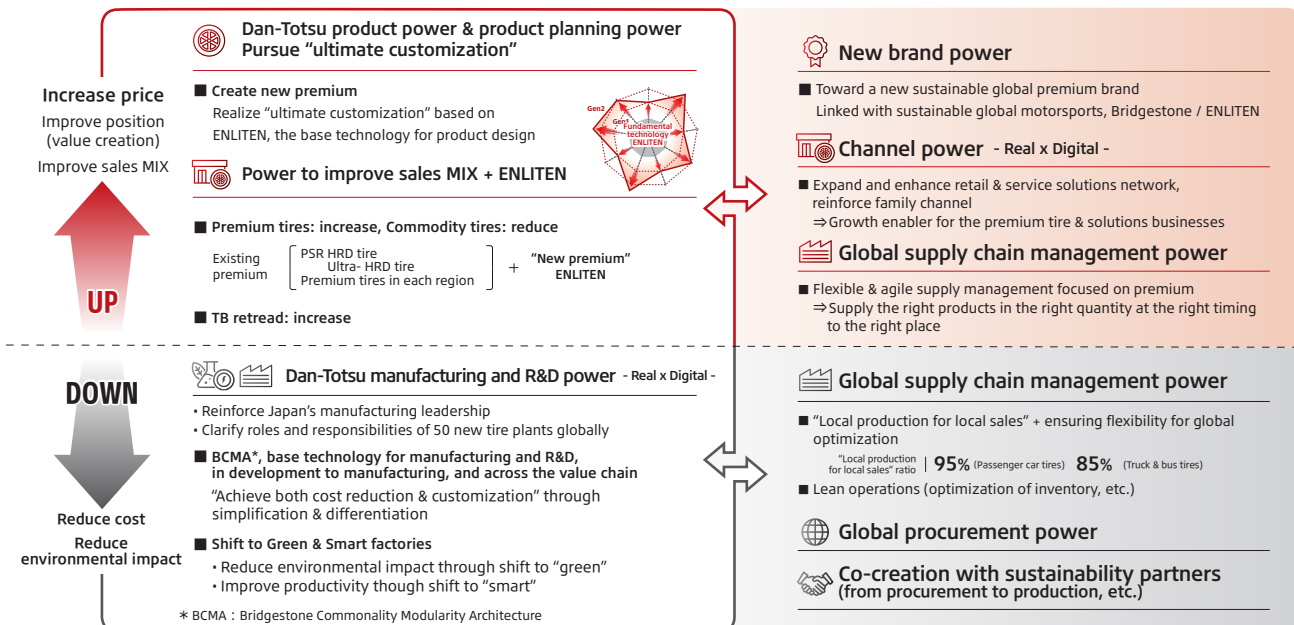 Increase price
Improve position
(value creation)
Improve sales MIX
UP
Dan-Totsu product power & product planning power
Pursue “ultimate customization”
■ Create new premium
Realize “ultimate customization” based on
ENLITEN, the base technology for product design
Gen2
Gen1
Fundamental
technology
ENLITEN
Power to improve sales MIX + ENLITEN
■ Premium tires: increase, Commodity tires: reduce
Existing
premium
PSR HRD tire
Ultra- HRD tire
Premium tires in each region
+
"New premium"
ENLITEN
■ TB retread: increase
New brand power
■ Toward a new sustainable global premium brand
Linked with sustainable global motorsports, Bridgestone / ENLITEN
Channel power - Real x Digital -
■ Expand and enhance retail & service solutions network,
reinforce family channel
⇒Growth enabler for the premium tire & solutions businesses
Global supply chain management power
■ Flexible & agile supply management focused on premium
⇒Supply the right products in the right quantity at the right timing
to the right place
DOWN
Reduce cost
Reduce
environmental impact
Dan-Totsu manufacturing and R&D power - Real x Digital -
・Reinforce Japan’s manufacturing leadership
・Clarify roles and responsibilities of 50 new tire plants globally
■ BCMA*, base technology for manufacturing and R&D,
in development to manufacturing, and across the value chain
“Achieve both cost reduction & customization” through
simplification & differentiation
■ Shift to Green & Smart factories
・Reduce environmental impact through shift to “green”
・Improve productivity though shift to “smart”
* BCMA : Bridgestone Commonality Modularity Architecture
Global supply chain management power
■ “Local production for local sales” + ensuring flexibility for global
optimization
"Local production
for local sales" ratio
95% (Passenger car tires) 85% (Truck & bus tires)
■ Lean operations (optimization of inventory, etc.)
Global procurement power
Co-creation with sustainability partners
(from procurement to production, etc.)